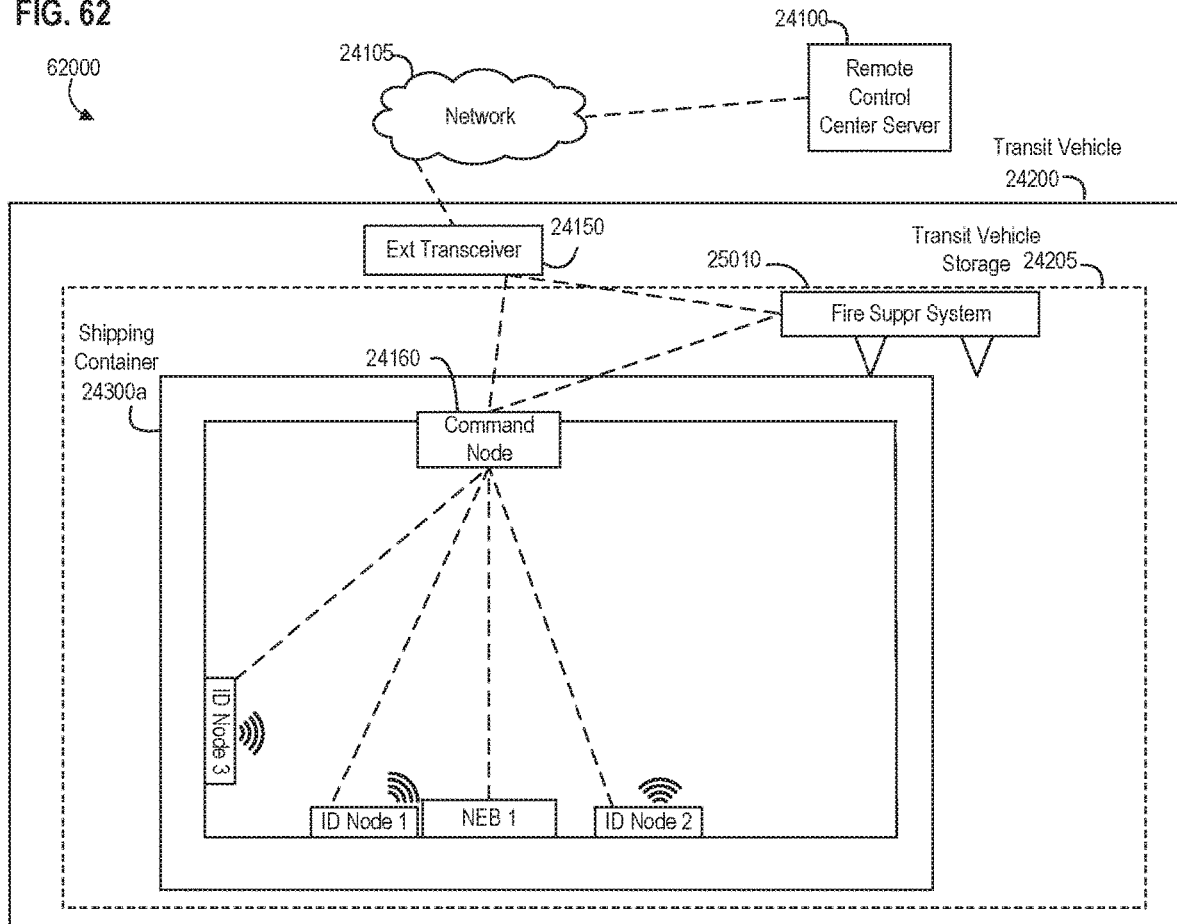 FIG. 62
62000
24105
Network
24100
Remote
Control
Center Server
Transit Vehicle
24200
Ext Transceiver
24150
Transit Vehicle
Storage 24205
25010
Fire Suppr System
Shipping
Container
24300a
24160
Command
Node
ID Node 3
ID Node 1
NEB 1
ID Node 2